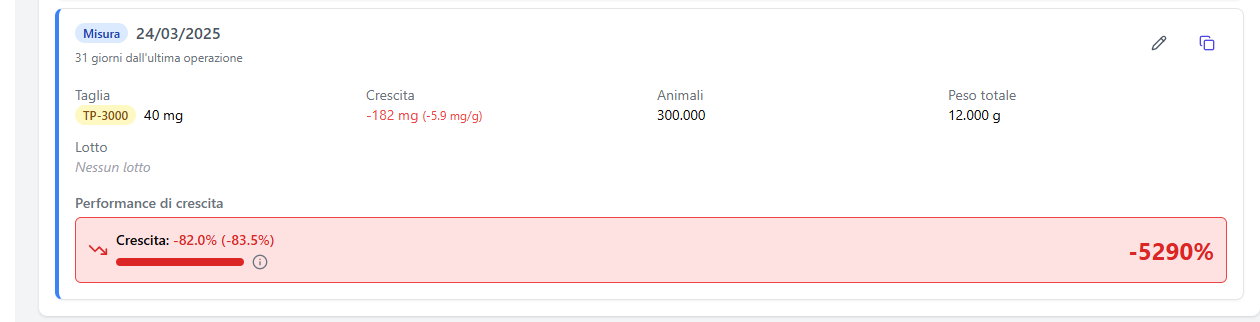 Misura 24/03/2025
31 giorni dall'ultima operazione
Taglia Crescita Animali Peso totale
TP-3000 40 mg -182 mg (-5.9 mg/g) 300.000 12.000 g
Lotto
Nessun lotto
Performance di crescita
Crescita: -82.0% (-83.5%)
-5290%